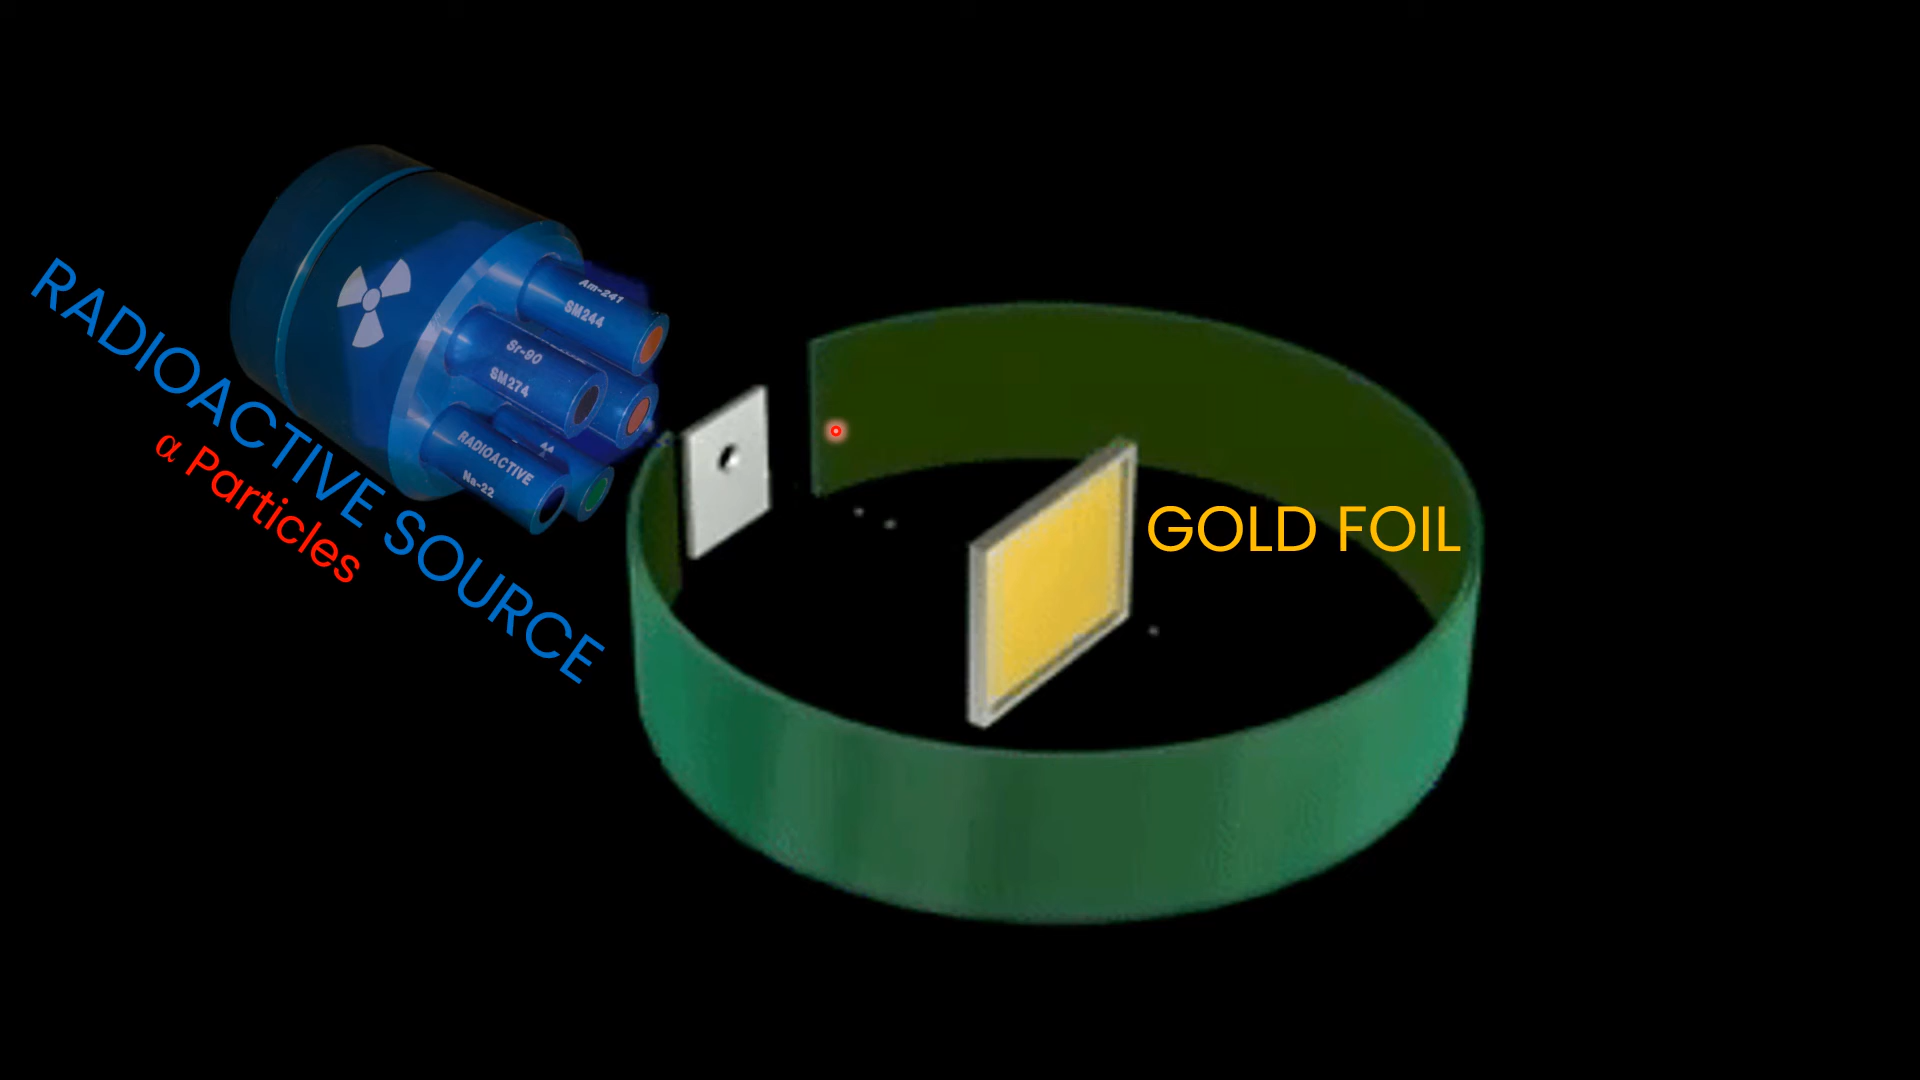 Am-241
SM244
Sr-90
SM274
RADIOACTIVE
Na-22
RADIOACTIVE SOURCE
α Particles
GOLD FOIL